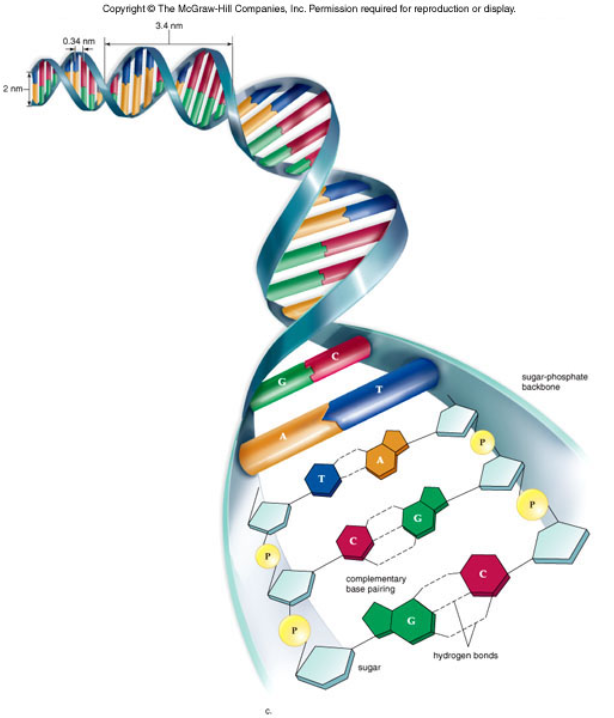 Copyright © The McGraw-Hill Companies, Inc. Permission required for reproduction or display.
3.4 nm
0.34 nm
2 nm
C
G
T
A
sugar-phosphate
backbone
P
A
T
G
P
C
P
complementary
base pairing
C
G
P
hydrogen bonds
sugar
c.